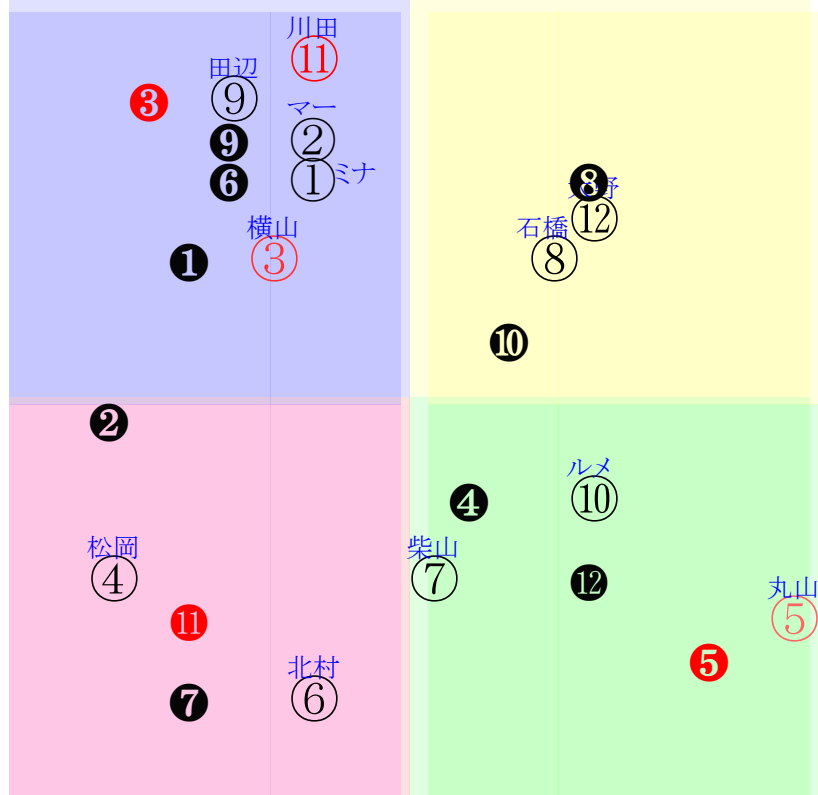 川田
⑪
田辺
❸
⑨
マー
❾
②
❻
①
ミナ
❽
野
⑫
横山
石橋
❶
③
⑧
❿
❷
ルメ
❹
⑩
松岡
柴山
④
⑦
⓬
丸山
⓫
⑤
北村
❺
❼
⑥